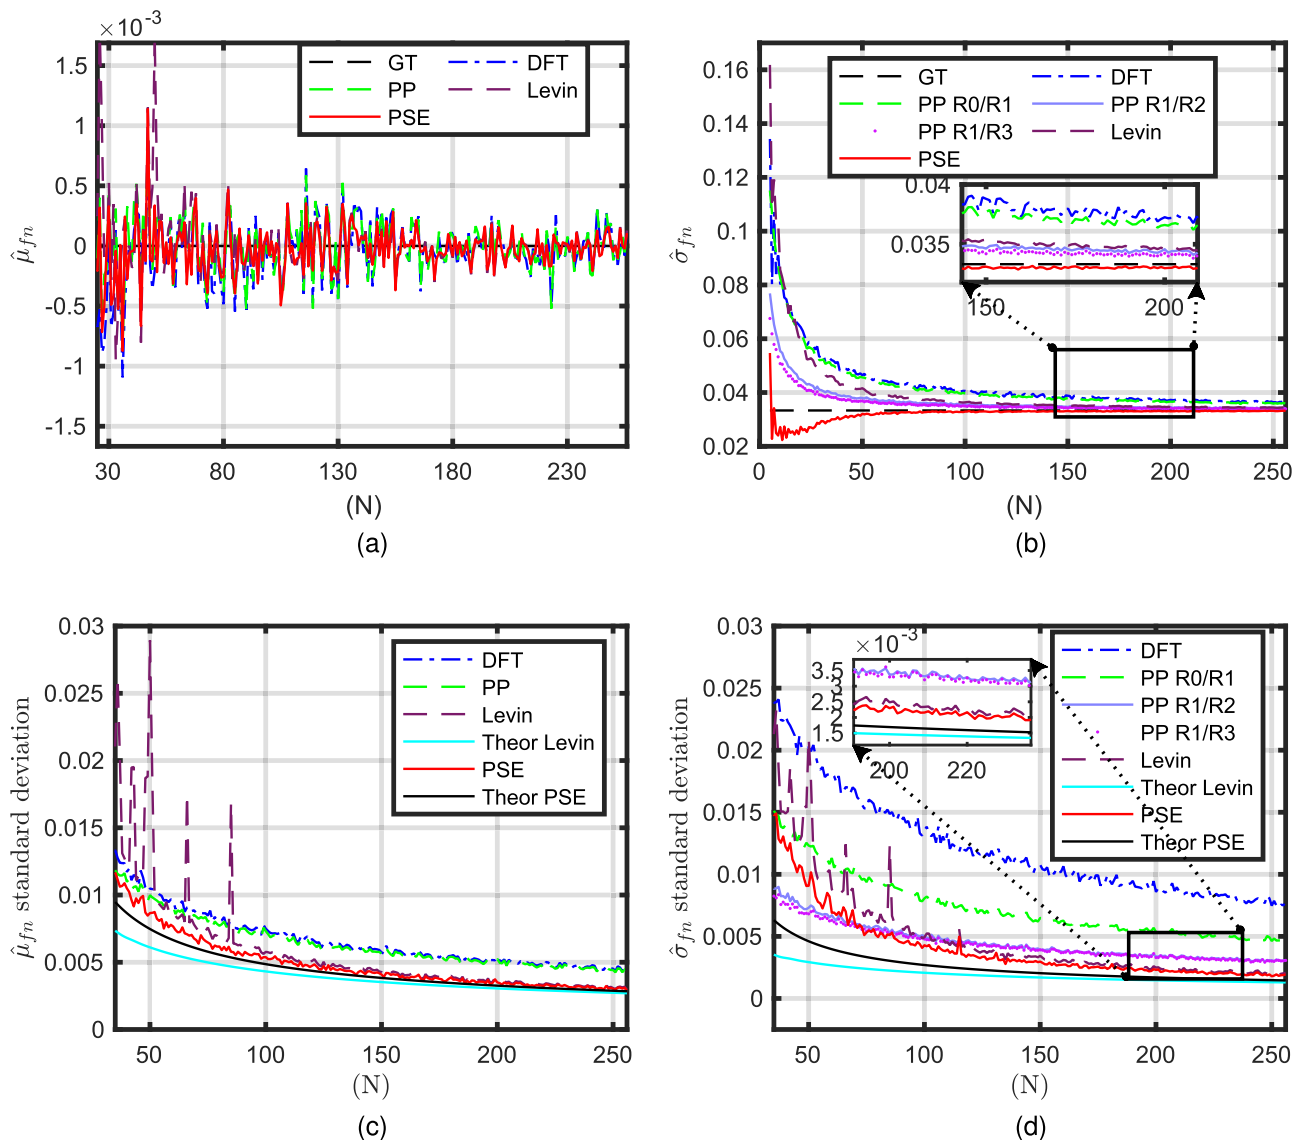 ×10⁻³
1.5
1
0.5
0
-0.5
-1
-1.5
μ̂fn
GT
DFT
PP
Levin
PSE
30
80
130
180
230
(N)
(a)
0.16
0.14
0.12
0.1
0.08
0.06
0.04
0.02
σ̂fn
GT
DFT
PP R0/R1
PP R1/R2
PP R1/R3
Levin
PSE
0.04
0.035
150
200
0
50
100
150
200
250
(N)
(b)
0.03
0.025
0.02
0.015
0.01
0.005
0
μ̂fn standard deviation
DFT
PP
Levin
Theor Levin
PSE
Theor PSE
50
100
150
200
250
(N)
(c)
0.03
0.025
0.02
0.015
0.01
0.005
0
σ̂fn standard deviation
×10⁻³
3.5
3
2.5
2
1.5
200
220
DFT
PP R0/R1
PP R1/R2
PP R1/R3
Levin
Theor Levin
PSE
Theor PSE
50
100
150
200
250
(N)
(d)